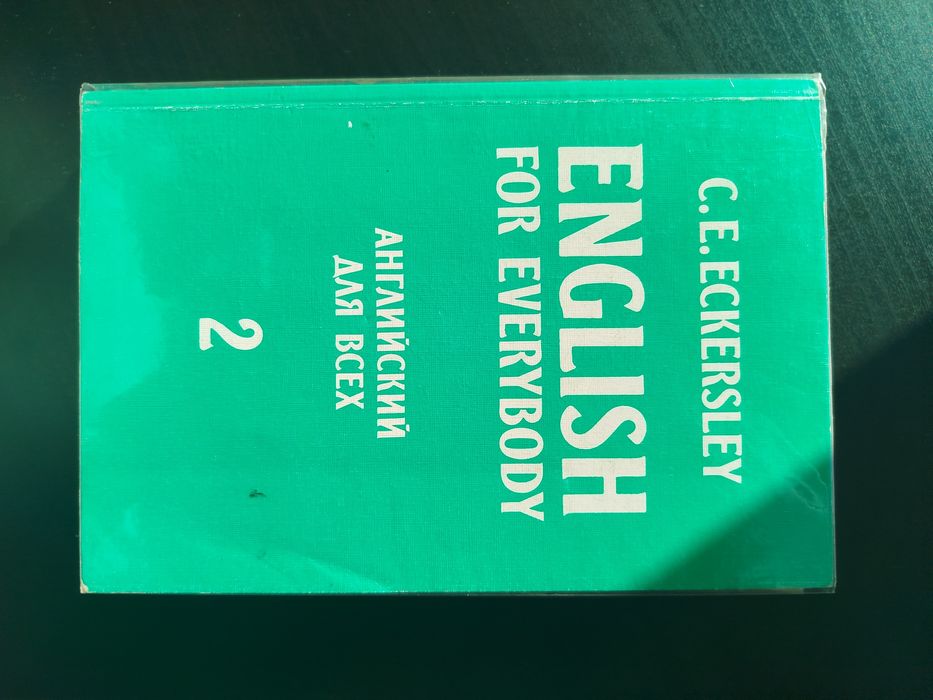 C.E.ECKERSLEY
ENGLISH
FOR EVERYBODY
АНГЛИЙСКИЙ
ДЛЯ ВСЕХ
2